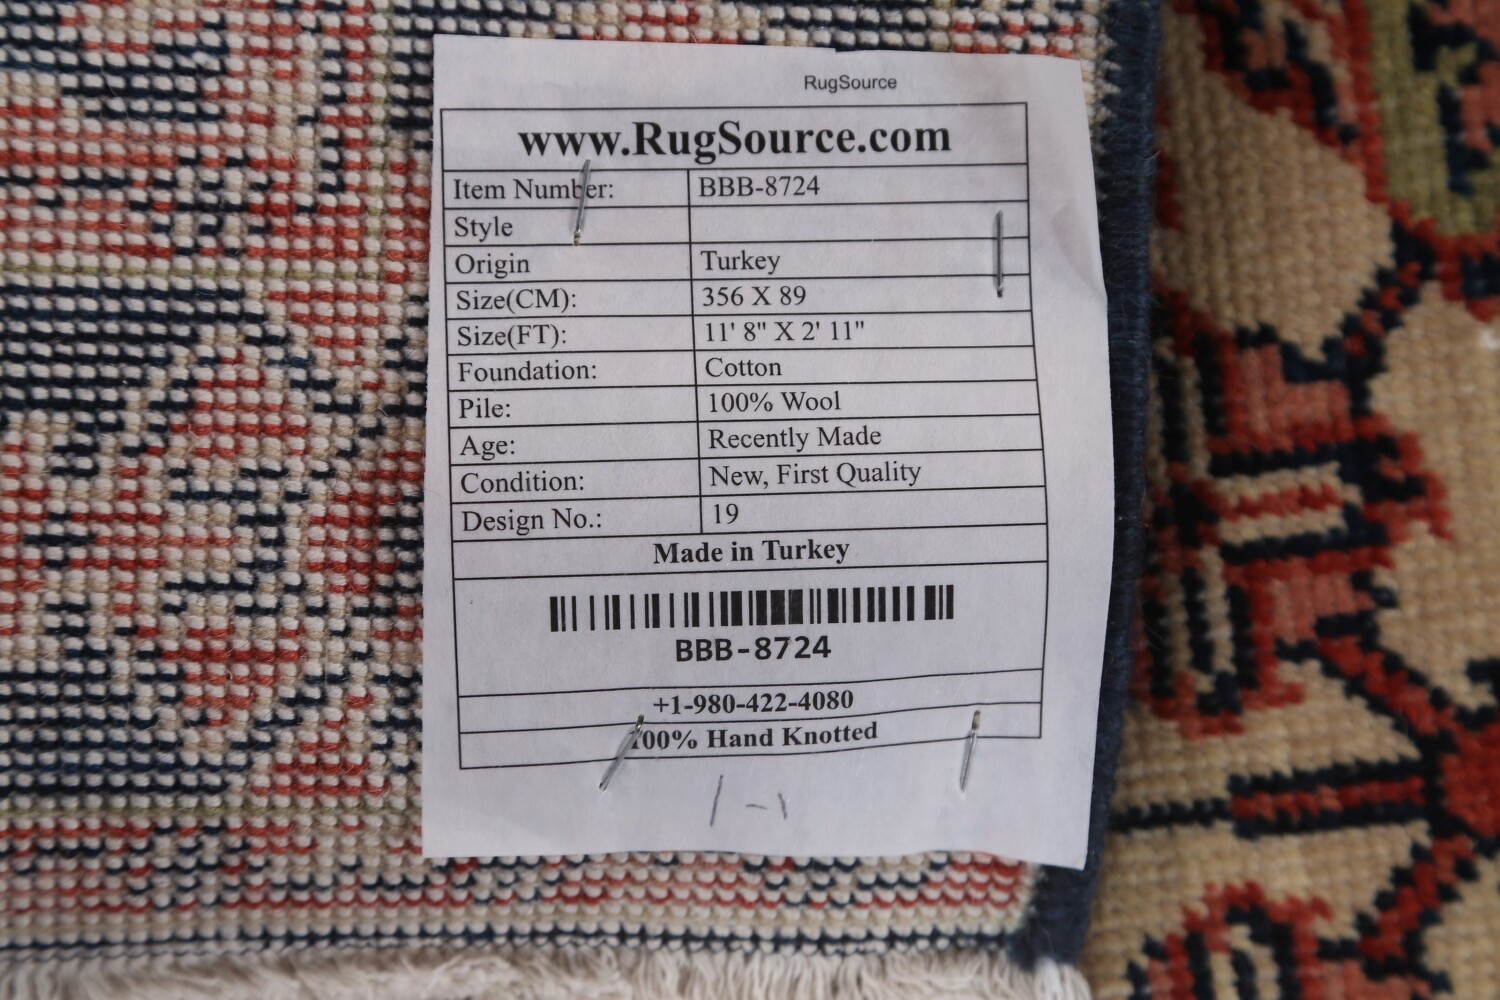 RugSource
www.RugSource.com
Item Number: BBB-8724
Style
Origin Turkey
Size(CM): 356 X 89
Size(FT): 11' 8" X 2' 11"
Foundation: Cotton
Pile: 100% Wool
Age: Recently Made
Condition: New, First Quality
Design No.: 19
Made in Turkey
BBB-8724
+1-980-422-4080
100% Hand Knotted
1-1